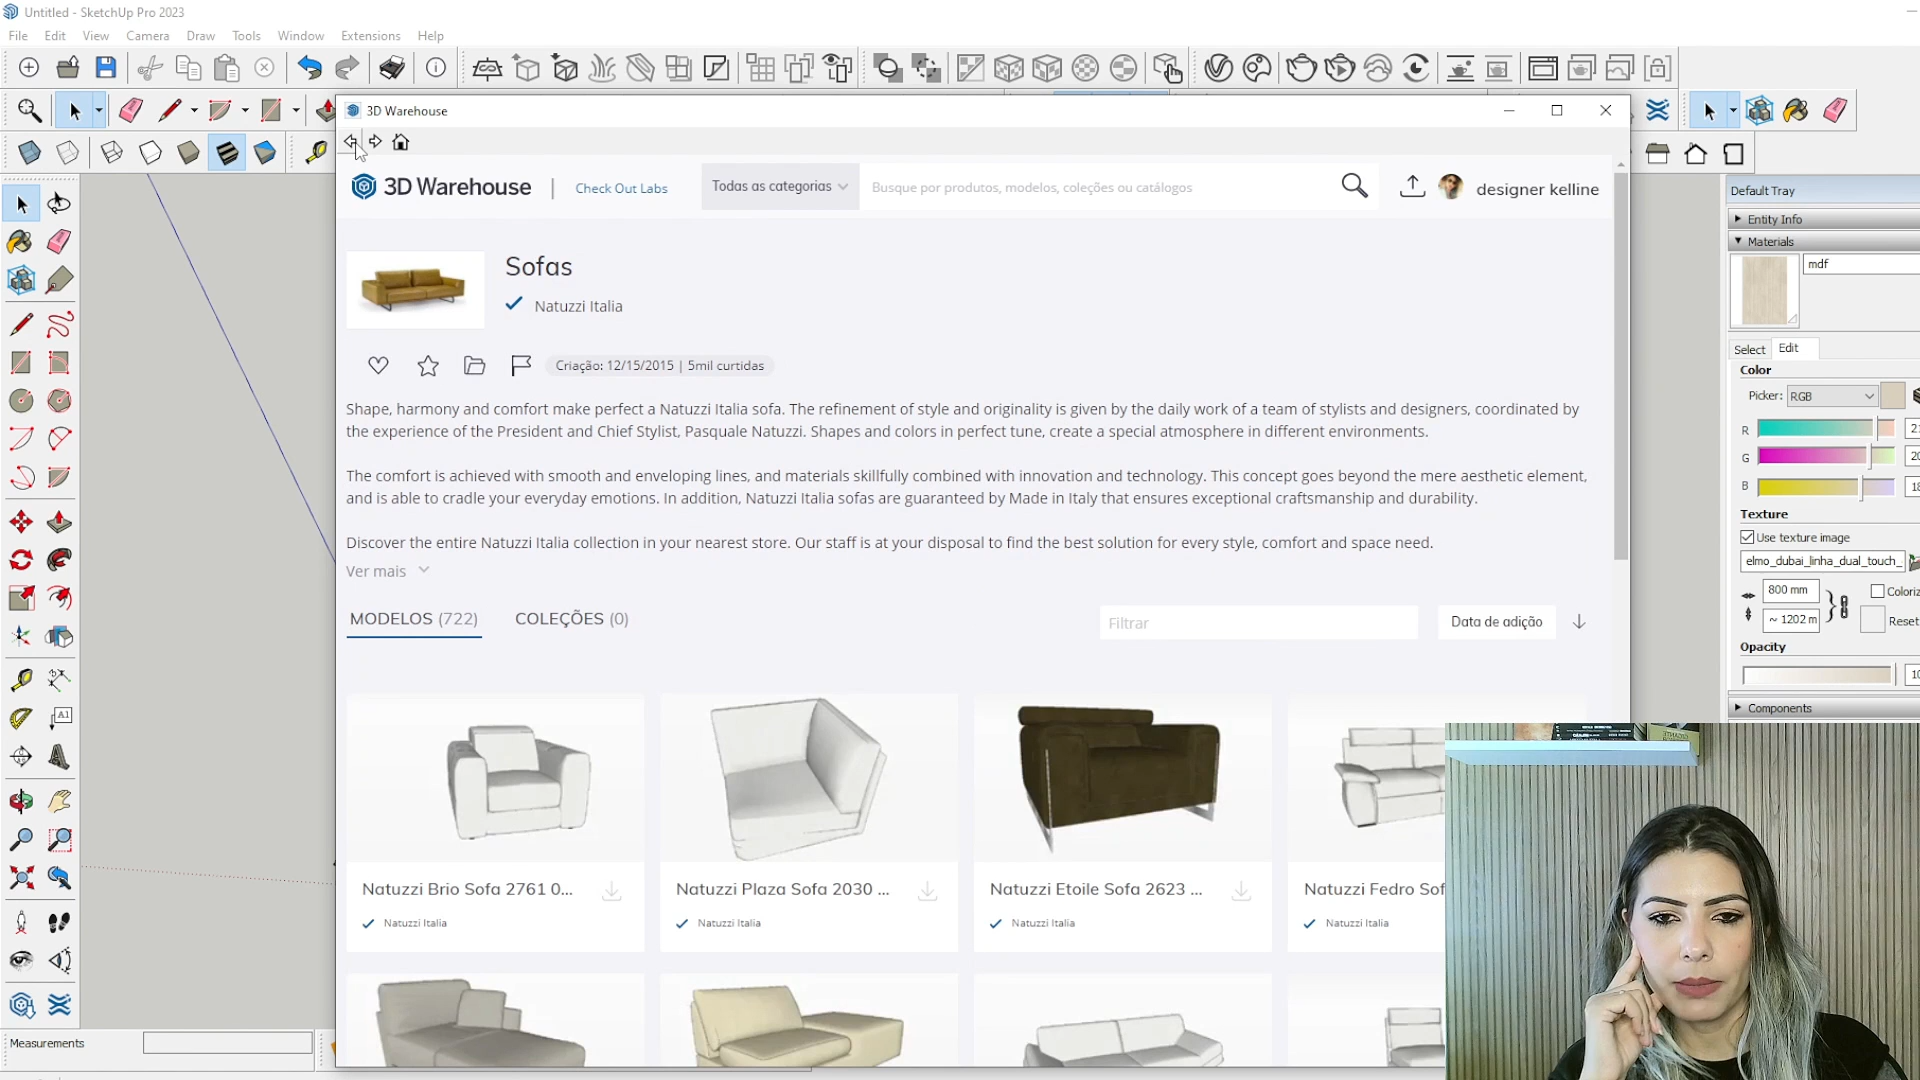 Untitled - SketchUp Pro 2023
File Edit View Camera Draw Tools Window Extensions Help
3D Warehouse
3D Warehouse | Check Out Labs Todas as categorias Busque por produtos, modelos, coleções ou catálogos designer kelline
Sofas
Natuzzi Italia
Criação: 12/15/2015 | 5mil curtidas
Shape, harmony and comfort make perfect a Natuzzi Italia sofa. The refinement of style and originality is given by the daily work of a team of stylists and designers, coordinated by
the experience of the President and Chief Stylist, Pasquale Natuzzi. Shapes and colors in perfect tune, create a special atmosphere in different environments.
The comfort is achieved with smooth and enveloping lines, and materials skillfully combined with innovation and technology. This concept goes beyond the mere aesthetic element,
and is able to cradle your everyday emotions. In addition, Natuzzi Italia sofas are guaranteed by Made in Italy that ensures exceptional craftsmanship and durability.
Discover the entire Natuzzi Italia collection in your nearest store. Our staff is at your disposal to find the best solution for every style, comfort and space need.
Ver mais
MODELOS (722) COLEÇÕES (0) Filtrar Data de adição
Natuzzi Brio Sofa 2761 0... Natuzzi Plaza Sofa 2030 ... Natuzzi Etoile Sofa 2623 ... Natuzzi Fedro Sof
Natuzzi Italia Natuzzi Italia Natuzzi Italia Natuzzi Italia
Default Tray
Entity Info
Materials
mdf
Select Edit
Color
Picker: RGB
R
G
B
Texture
Use texture image
elmo_dubai_linha_dual_touch_
800 mm Coloriz
~ 1202 m Reset
Opacity
Components
A1
Measurements